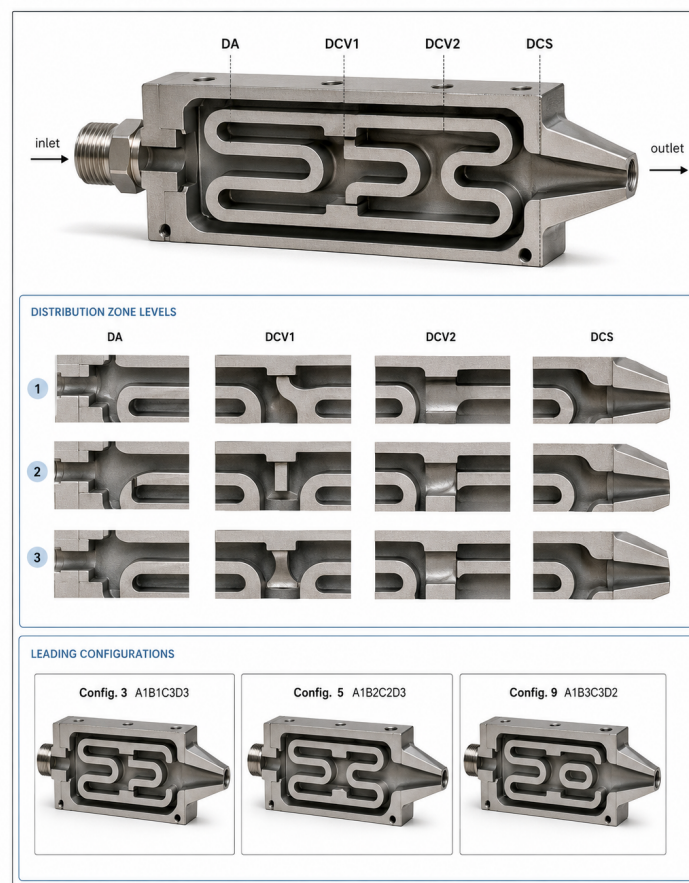 DA DCV1 DCV2 DCS
inlet
outlet
DISTRIBUTION ZONE LEVELS
DA DCV1 DCV2 DCS
1
2
3
LEADING CONFIGURATIONS
Config. 3 A1B1C3D3
Config. 5 A1B2C2D3
Config. 9 A1B3C3D2